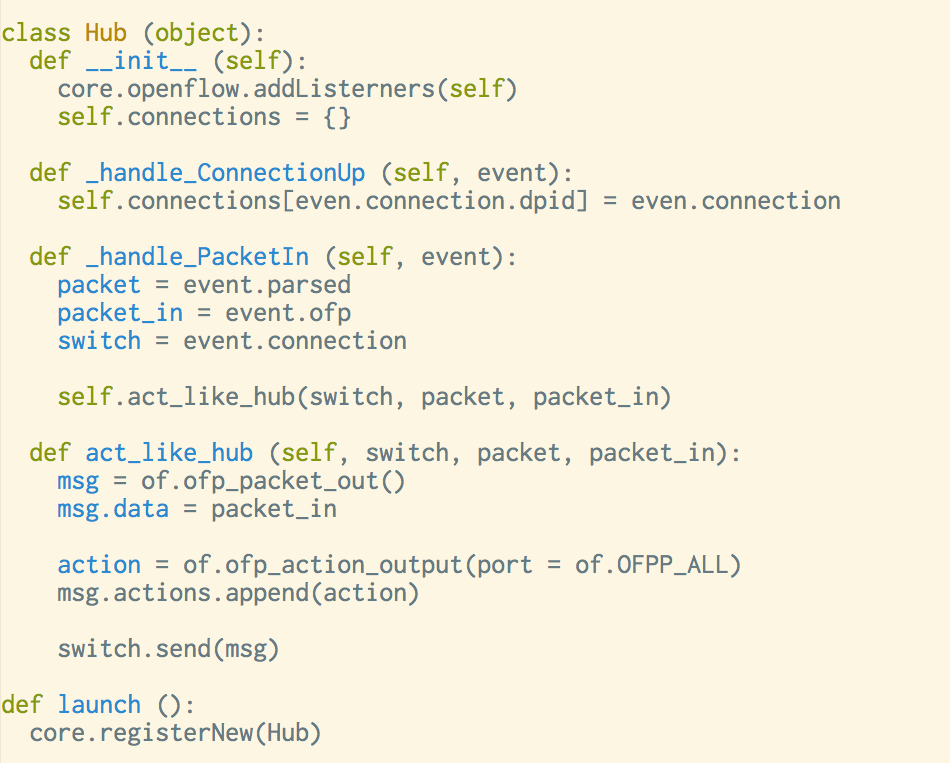 class Hub (object):
  def __init__ (self):
    core.openflow.addListerners(self)
    self.connections = {}

  def _handle_ConnectionUp (self, event):
    self.connections[even.connection.dpid] = even.connection

  def _handle_PacketIn (self, event):
    packet = event.parsed
    packet_in = event.ofp
    switch = event.connection

    self.act_like_hub(switch, packet, packet_in)

  def act_like_hub (self, switch, packet, packet_in):
    msg = of.ofp_packet_out()
    msg.data = packet_in

    action = of.ofp_action_output(port = of.OFPP_ALL)
    msg.actions.append(action)

    switch.send(msg)

def launch ():
  core.registerNew(Hub)